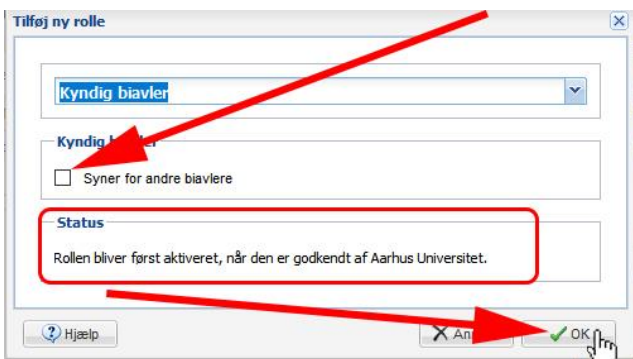 Tilføj ny rolle
Kyndig biavler
Kyndig
Syner for andre biavlere
Status
Rollen bliver først aktiveret, når den er godkendt af Aarhus Universitet.
Hjælp
OK